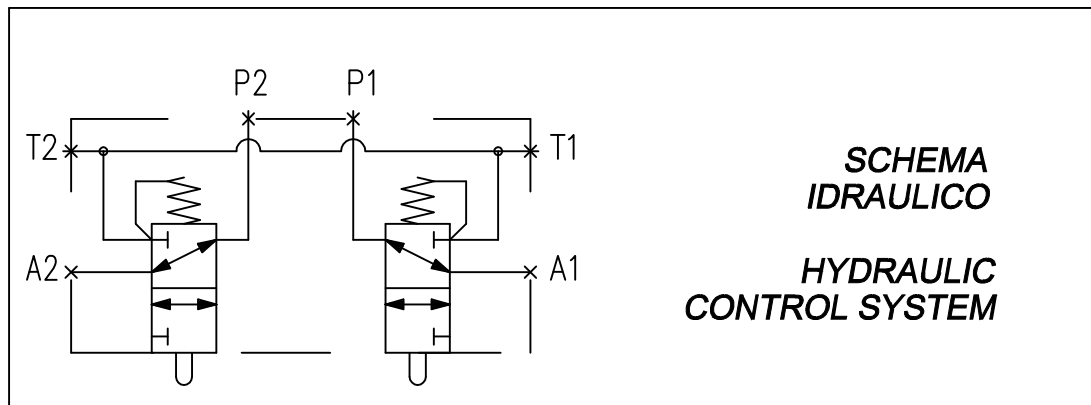 P2 P1
T2 T1
SCHEMA
IDRAULICO
A2 A1
HYDRAULIC
CONTROL SYSTEM